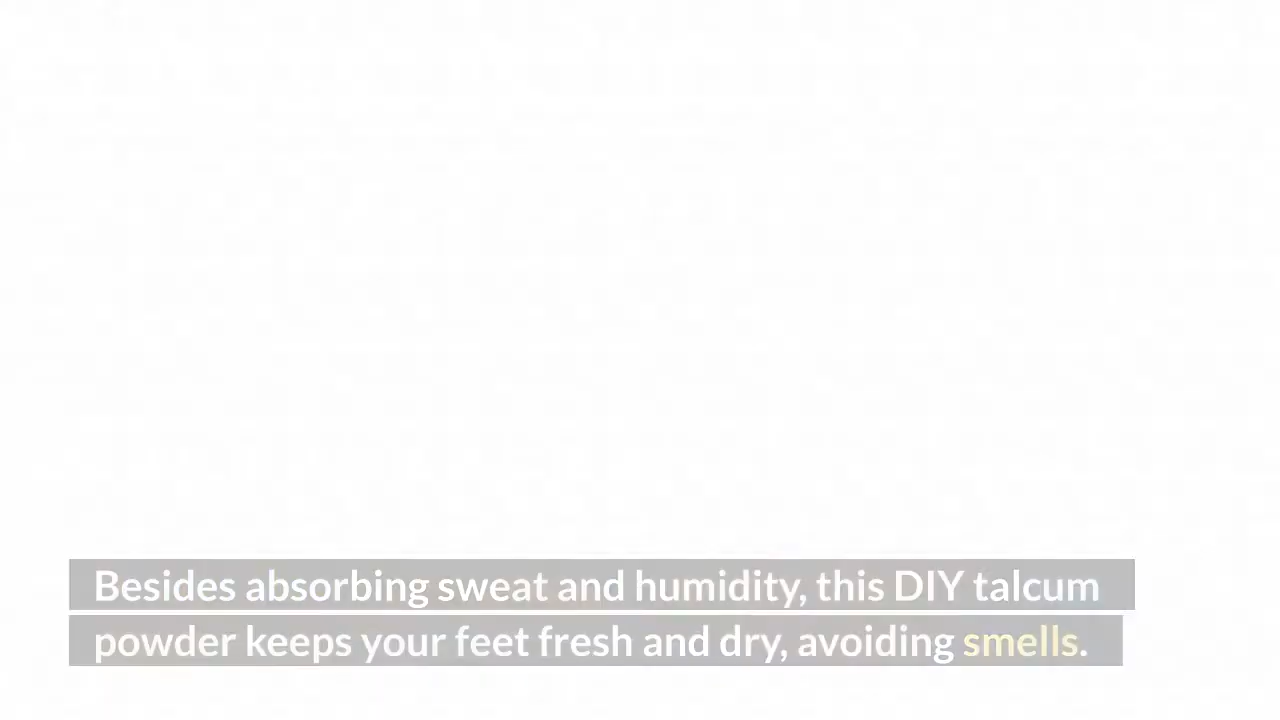 Besides absorbing sweat and humidity, this DIY talcum
powder keeps your feet fresh and dry, avoiding smells.